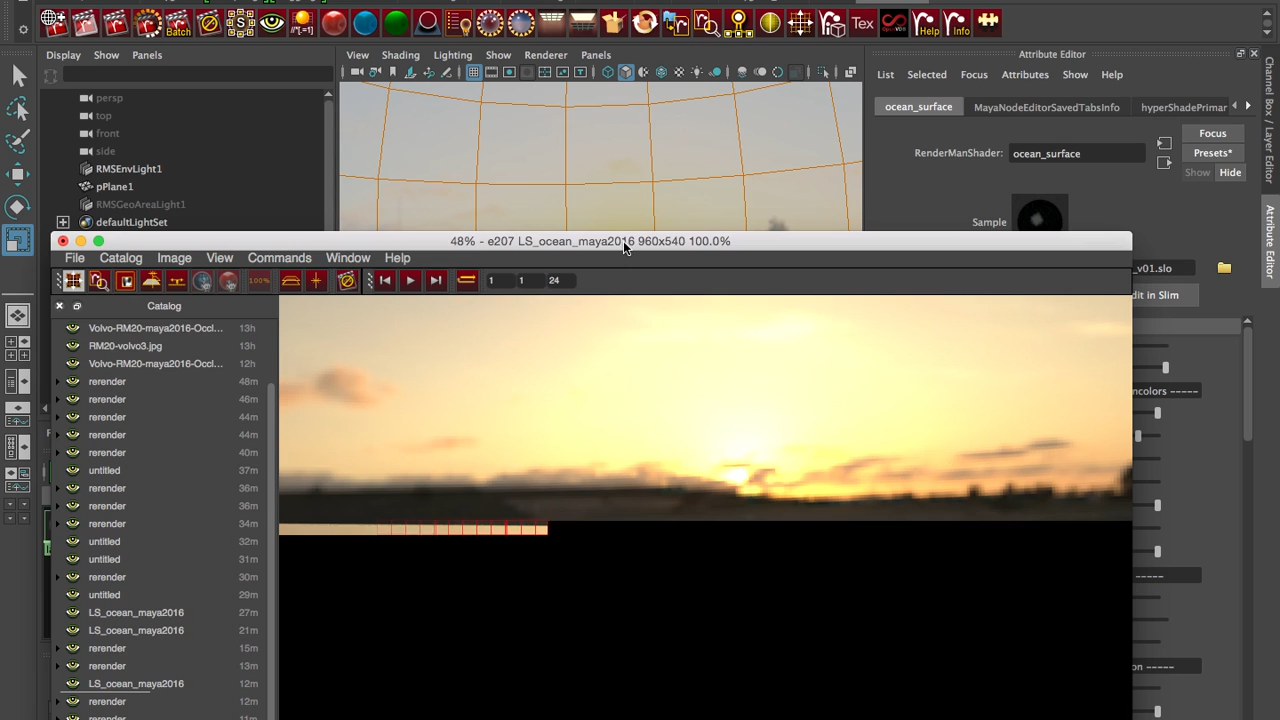 Batch
//*[.=1
Tex
Help
Info
Display Show Panels
View Shading Lighting Show Renderer Panels
Attribute Editor
List Selected Focus Attributes Show Help
ocean_surface MayaNodeEditorSavedTabsInfo hyperShadePrimar
persp
top
front
side
RMSEnvLight1
pPlane1
RMSGeoAreaLight1
defaultLightSet
RenderManShader: ocean_surface
Focus
Presets*
Show Hide
Sample
Channel Box / Layer Editor
Attribute Editor
48% - e207 LS_ocean_maya2016 960x540 100.0%
File Catalog Image View Commands Window Help
100%
1 1 24
_v01.slo
dit in Slim
Catalog
Volvo-RM20-maya2016-Occl... 13h
RM20-volvo3.jpg 13h
Volvo-RM20-maya2016-Occl... 12h
rerender 48m
rerender 46m
rerender 44m
rerender 44m
rerender 40m
untitled 37m
rerender 36m
rerender 36m
rerender 34m
untitled 32m
untitled 31m
rerender 30m
untitled 29m
LS_ocean_maya2016 27m
LS_ocean_maya2016 21m
rerender 15m
rerender 13m
LS_ocean_maya2016 12m
rerender 12m
rerender 11m
ncolors -----
-----
on -----